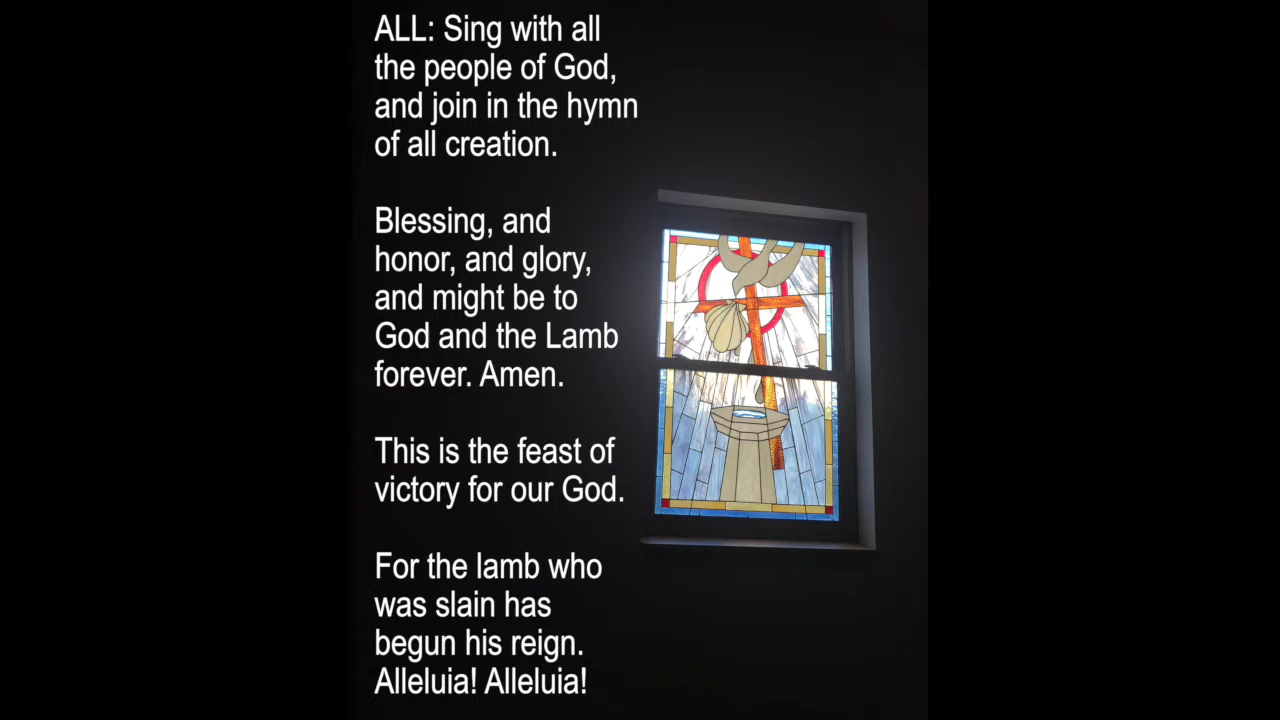 ALL: Sing with all
the people of God,
and join in the hymn
of all creation.
Blessing, and
honor, and glory,
and might be to
God and the Lamb
forever. Amen.
This is the feast of
victory for our God.
For the lamb who
was slain has
begun his reign.
Alleluia! Alleluia!